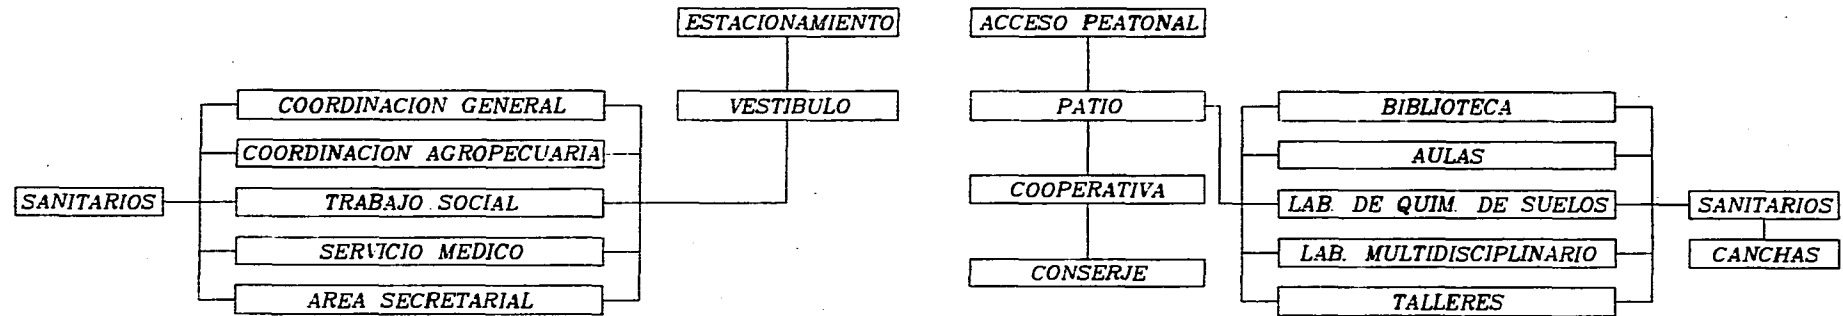 ESTACIONAMIENTO
ACCESO PEATONAL
COORDINACION GENERAL
VESTIBULO
PATIO
BIBLIOTECA
COORDINACION AGROPECUARIA
AULAS
SANITARIOS
TRABAJO SOCIAL
COOPERATIVA
LAB. DE QUIM. DE SUELOS
SANITARIOS
SERVICIO MEDICO
LAB. MULTIDISCIPLINARIO
CANCHAS
CONSERJE
AREA SECRETARIAL
TALLERES